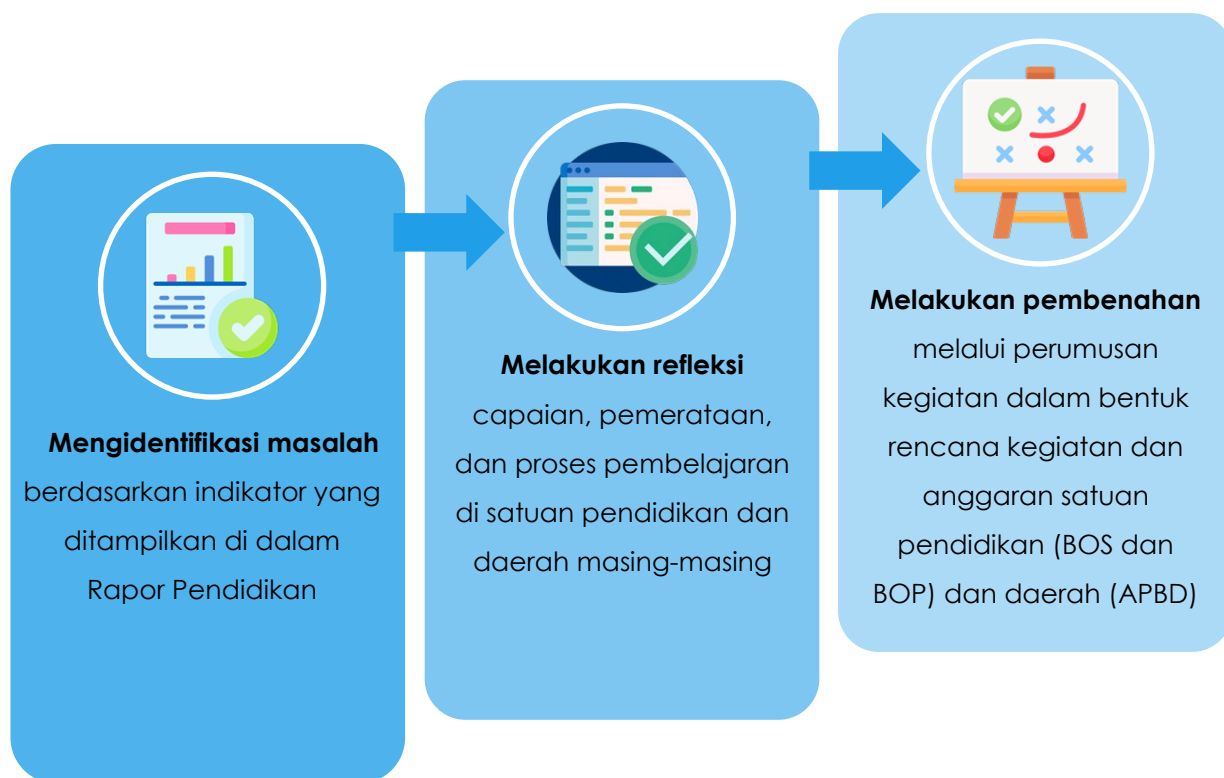 Mengidentifikasi masalah
berdasarkan indikator yang
ditampilkan di dalam
Rapor Pendidikan
Melakukan refleksi
capaian, pemerataan,
dan proses pembelajaran
di satuan pendidikan dan
daerah masing-masing
Melakukan pembenahan
melalui perumusan
kegiatan dalam bentuk
rencana kegiatan dan
anggaran satuan
pendidikan (BOS dan
BOP) dan daerah (APBD)